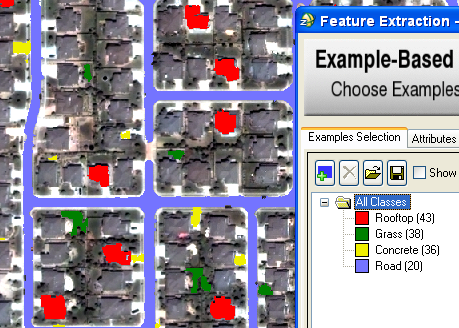 Feature Extraction -
Example-Based
Choose Examples
Examples Selection
Attributes
Show
All Classes
Rooftop (43)
Grass (38)
Concrete (36)
Road (20)